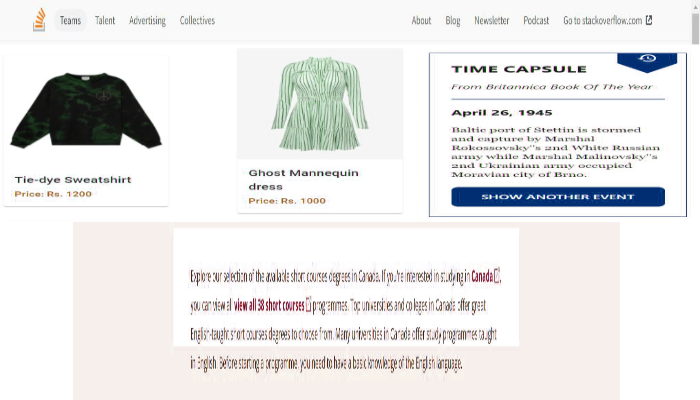 Teams Talent Advertising Collectives About Blog Newsletter Podcast Go to stackoverflow.com
Tie-dye Sweatshirt
Price: Rs. 1200
Ghost Mannequin
dress
Price: Rs. 1000
TIME CAPSULE
From Britannica Book Of The Year
April 26, 1945
Baltic port of Stettin is stormed
and capture by Marshal
Rokossovsky''s 2nd White Russian
army while Marshal Malinovsky''s
2nd Ukrainian army occupied
Moravian city of Brno.
SHOW ANOTHER EVENT
Explore our selection of the available short courses degrees in Canada. If you're interested in studying in Canada,
you can view all view all 38 short courses programmes. Top universities and colleges in Canada offer great
English-taught short courses degrees to choose from. Many universities in Canada offer study programmes taught
in English. Before starting a programme, you need to have a basic knowledge of the English language.